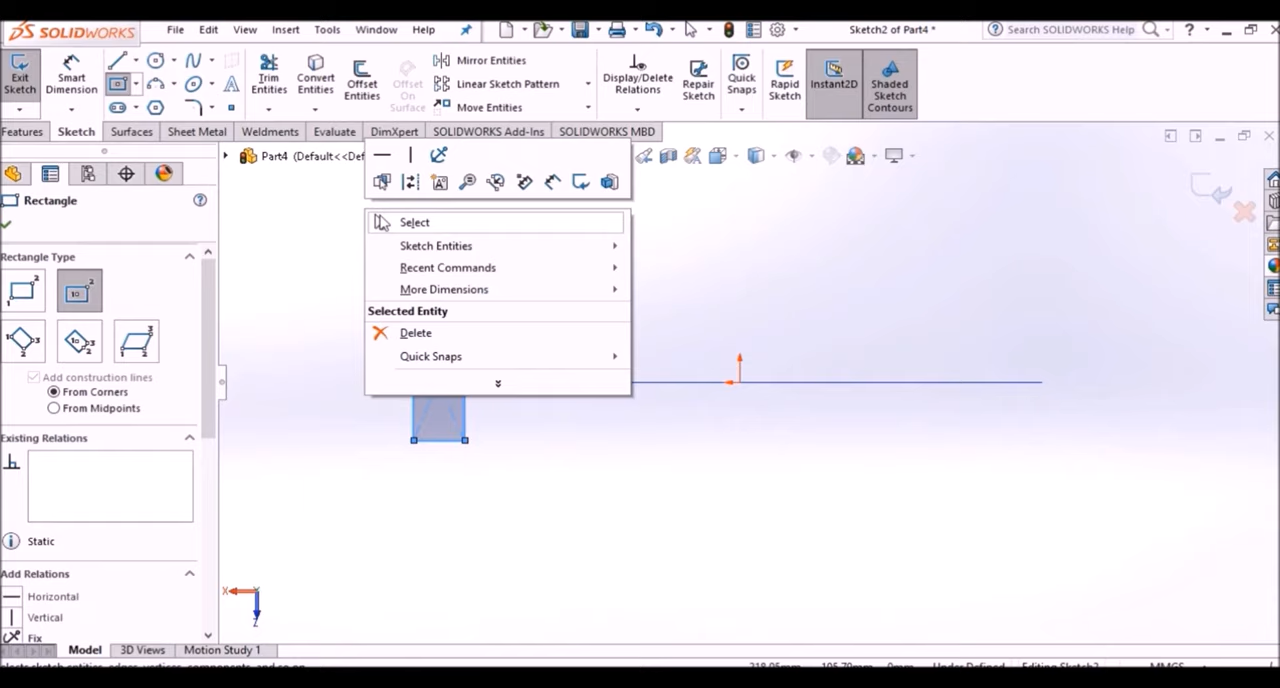 SOLIDWORKS File Edit View Insert Tools Window Help Sketch2 of Part4 * Search SOLIDWORKS Help ?
Exit Sketch
Smart Dimension
Trim Entities
Convert Entities
Offset Entities
Offset On Surface
Mirror Entities
Linear Sketch Pattern
Move Entities
Display/Delete Relations
Repair Sketch
Quick Snaps
Rapid Sketch
Instant2D
Shaded Sketch Contours
Features Sketch Surfaces Sheet Metal Weldments Evaluate DimXpert SOLIDWORKS Add-Ins SOLIDWORKS MBD
Part4 (Default<<Def
Rectangle
Rectangle Type
Add construction lines
From Corners
From Midpoints
Existing Relations
Static
Add Relations
Horizontal
Vertical
Fix
Select
Sketch Entities
Recent Commands
More Dimensions
Selected Entity
Delete
Quick Snaps
X
Z
Model 3D Views Motion Study 1